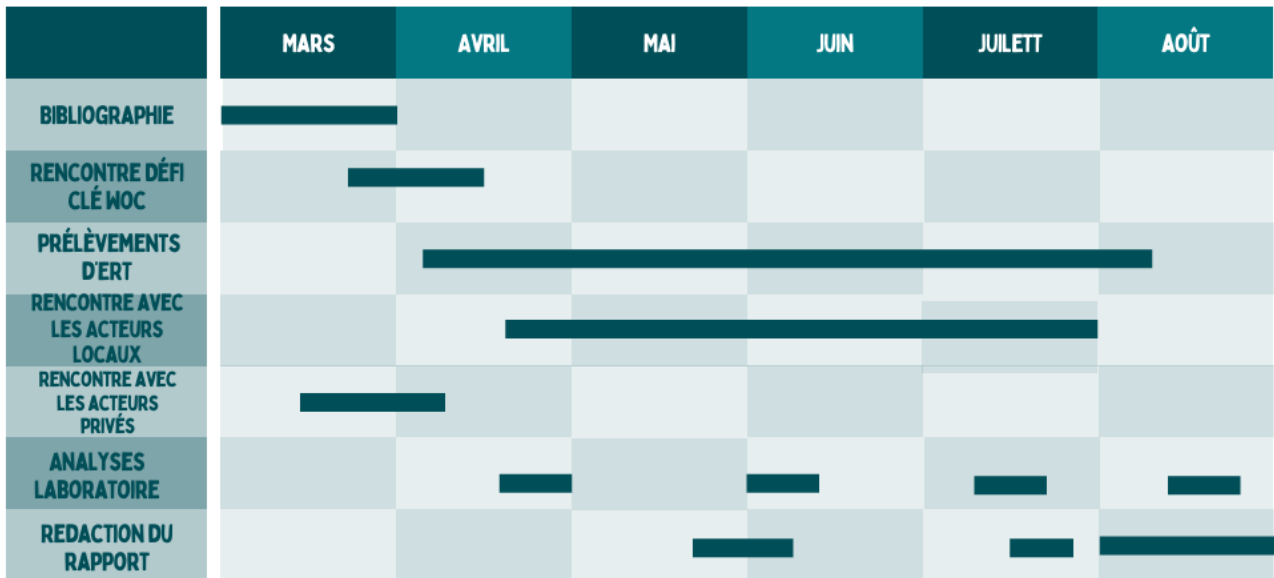 MARS AVRIL MAI JUIN JUILETT AOÛT
BIBLIOGRAPHIE
RENCONTRE DÉFI
CLÉ WOC
PRÉLÈVEMENTS
D'ERT
RENCONTRE AVEC
LES ACTEURS
LOCAUX
RENCONTRE AVEC
LES ACTEURS
PRIVÉS
ANALYSES
LABORATOIRE
REDACTION DU
RAPPORT